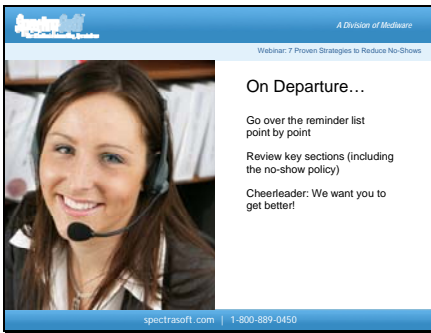 SpectraSoft
A Division of Mediware
Webinar: 7 Proven Strategies to Reduce No-Shows
On Departure…
Go over the reminder list
point by point
Review key sections (including
the no-show policy)
Cheerleader: We want you to
get better!
spectrasoft.com | 1-800-889-0450